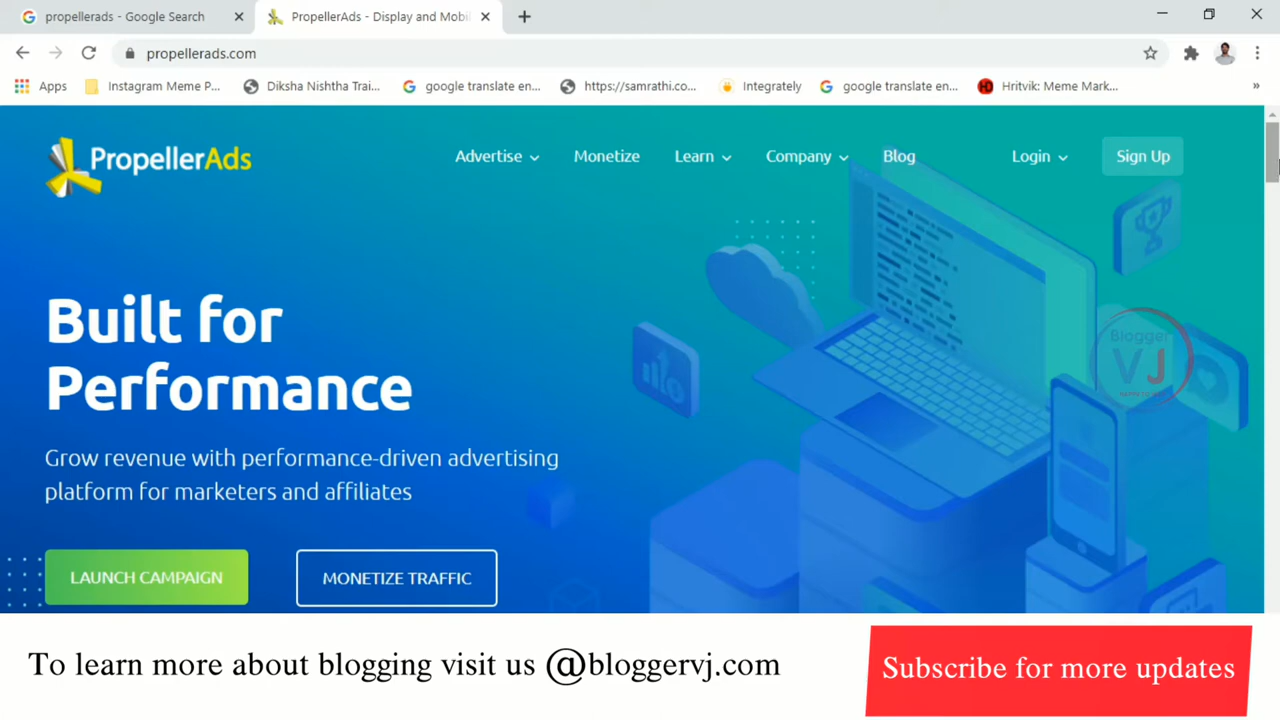 propellerads - Google Search
PropellerAds - Display and Mobil
propellerads.com
Apps
Instagram Meme P...
Diksha Nishtha Trai...
google translate en...
https://samrathi.co...
Integrately
google translate en...
Hritvik: Meme Mark...
»
PropellerAds
Advertise
Monetize
Learn
Company
Blog
Login
Sign Up
Built for
Performance
Grow revenue with performance-driven advertising
platform for marketers and affiliates
LAUNCH CAMPAIGN
MONETIZE TRAFFIC
Blogger
VJ
To learn more about blogging visit us @bloggervj.com
Subscribe for more updates